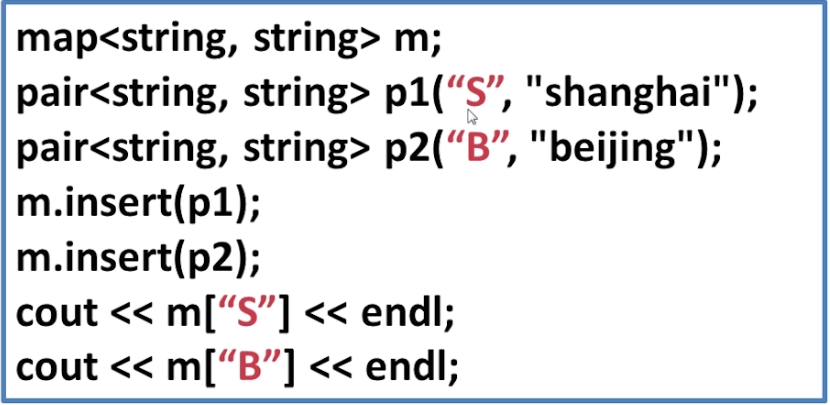 map<string, string> m;
pair<string, string> p1(“S”, "shanghai");
pair<string, string> p2(“B”, "beijing");
m.insert(p1);
m.insert(p2);
cout << m[“S”] << endl;
cout << m[“B”] << endl;